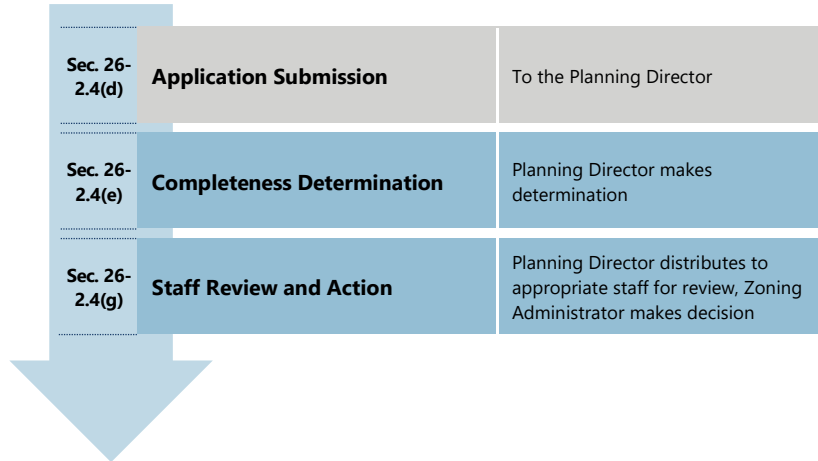 Sec. 26-
2.4(d)
Application Submission
To the Planning Director
Sec. 26-
2.4(e)
Completeness Determination
Planning Director makes
determination
Sec. 26-
2.4(g)
Staff Review and Action
Planning Director distributes to
appropriate staff for review, Zoning
Administrator makes decision